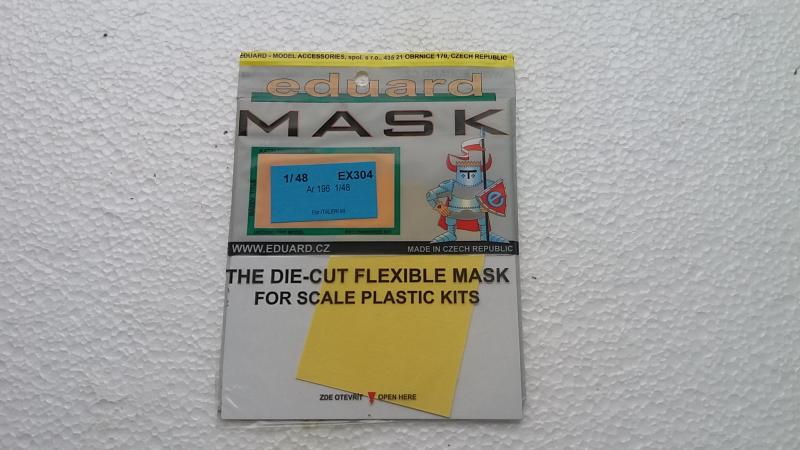 EDUARD - MODEL ACCESSORIES, spol. s r.o., 435 21 OBRNICE 170, CZECH REPUBLIC
eduard
MASK
1/48 EX304
Ar 196 1/48
For ITALERI kit
e
WWW.EDUARD.CZ MADE IN CZECH REPUBLIC
THE DIE-CUT FLEXIBLE MASK
FOR SCALE PLASTIC KITS
ZDE OTEVŘÍT OPEN HERE